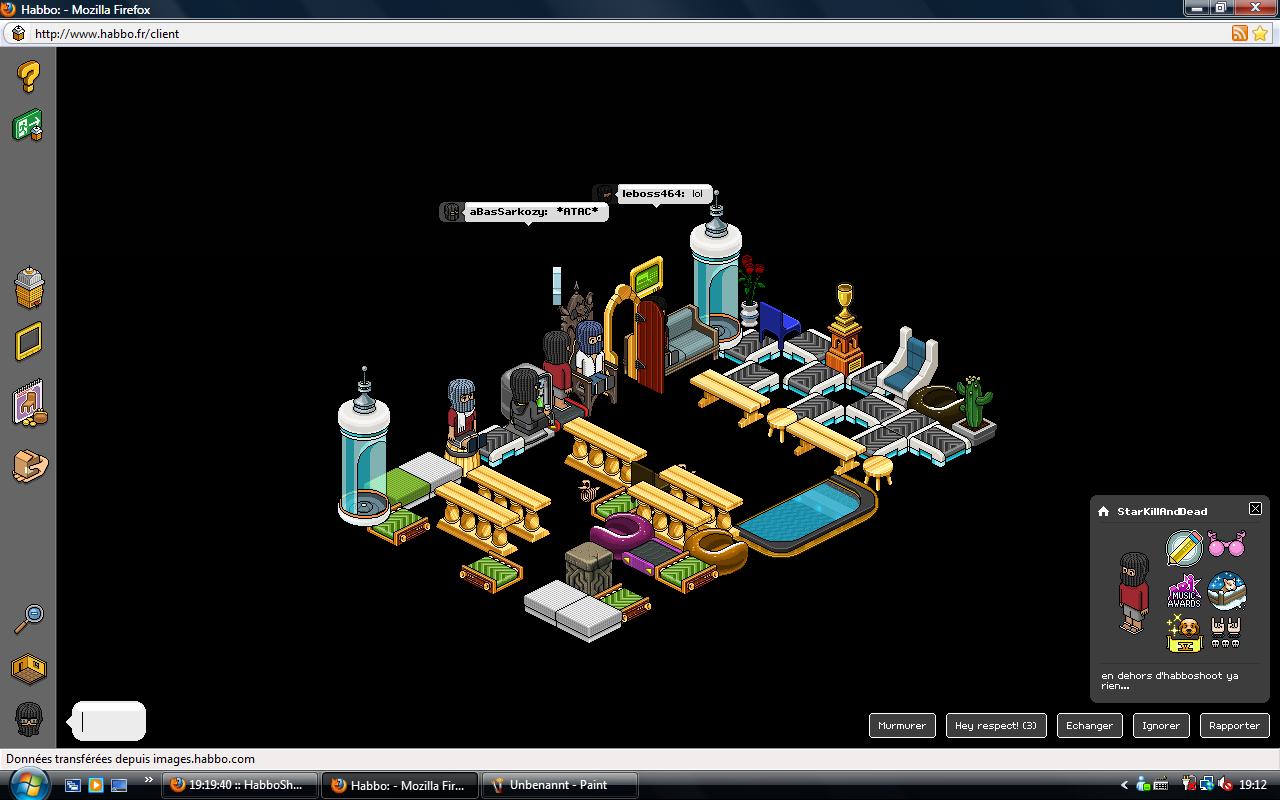 Habbo: - Mozilla Firefox
http://www.habbo.fr/client
leboss464: lol
aBasSarkozy: *ATAC*
StarKillAndDead
MUSIC
AWARDS
en dehors d'habboshoot ya
rien...
Murmurer
Hey respect! (3)
Echanger
Ignorer
Rapporter
Données transférées depuis images.habbo.com
19:19:40 :: HabboSh...
Habbo: - Mozilla Fir...
Unbenannt - Paint
19:12